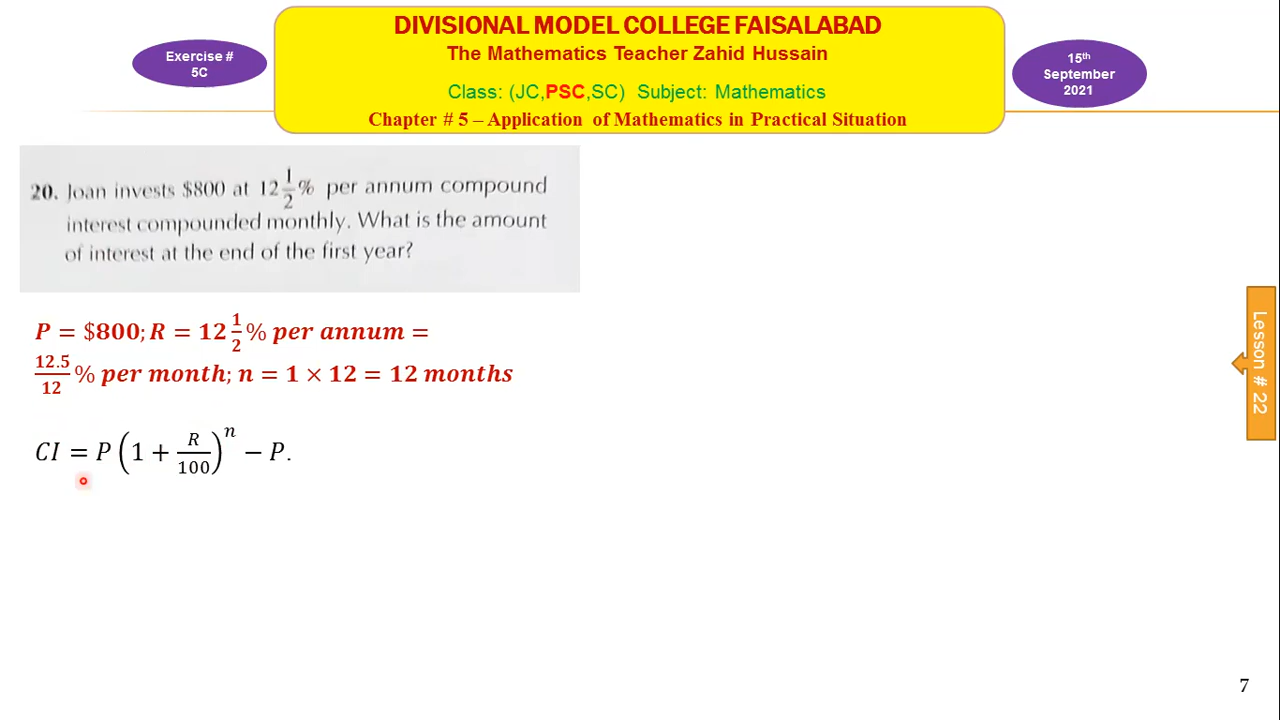 Exercise #
5C
DIVISIONAL MODEL COLLEGE FAISALABAD
The Mathematics Teacher Zahid Hussain
Class: (JC,PSC,SC) Subject: Mathematics
Chapter # 5 – Application of Mathematics in Practical Situation
15th
September
2021
20. Joan invests $800 at 12 1/2 % per annum compound
interest compounded monthly. What is the amount
of interest at the end of the first year?
P = $800; R = 12 1/2 % per annum =
12.5/12 % per month; n = 1 × 12 = 12 months
CI = P (1 + R/100)^n − P.
Lesson # 22
7